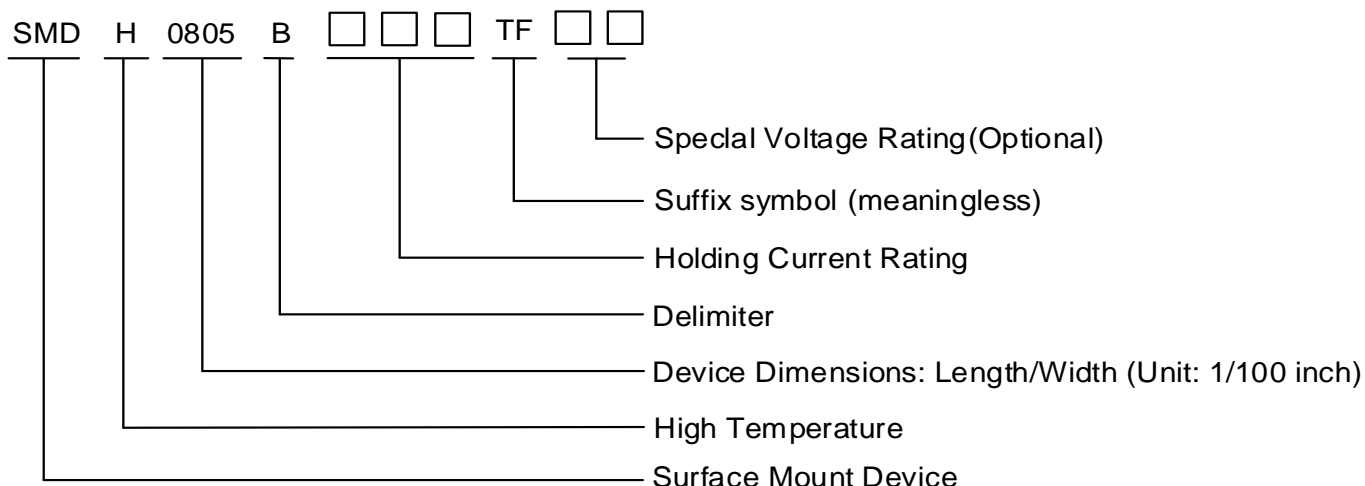 SMD H 0805 B □ □ □ TF □ □
Speclal Voltage Rating(Optional)
Suffix symbol (meaningless)
Holding Current Rating
Delimiter
Device Dimensions: Length/Width (Unit: 1/100 inch)
High Temperature
Surface Mount Device